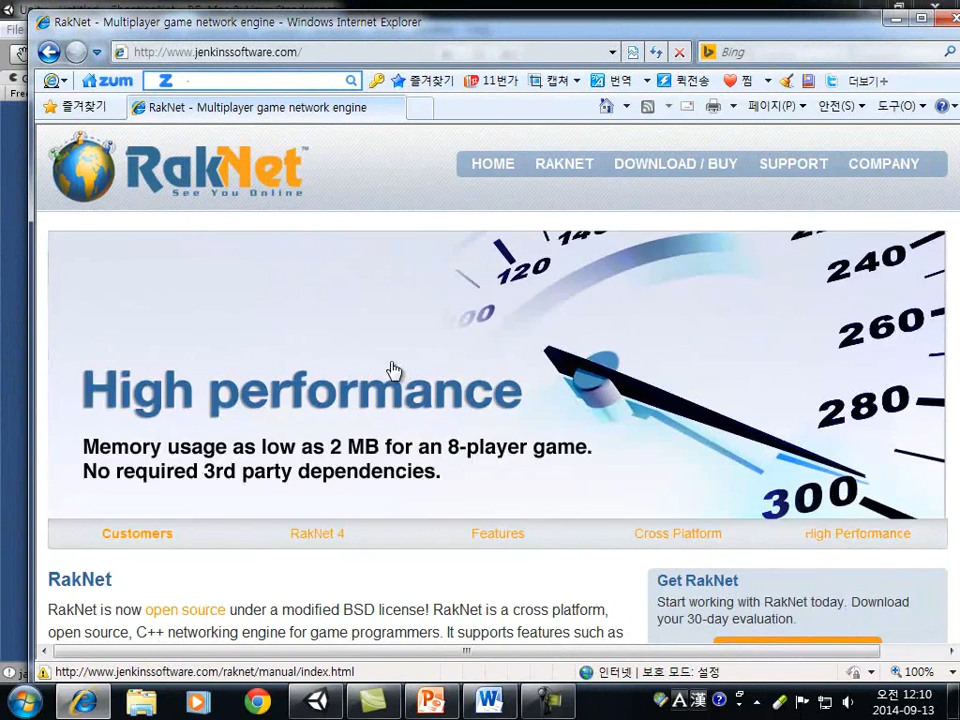 RakNet - Multiplayer game network engine - Windows Internet Explorer
http://www.jenkinssoftware.com/
Bing
zum
즐겨찾기
11번가
캡쳐
번역
퀵전송
찜
더보기+
즐겨찾기
RakNet - Multiplayer game network engine
페이지(P)
안전(S)
도구(O)
RakNet™
See You Online
HOME
RAKNET
DOWNLOAD / BUY
SUPPORT
COMPANY
120
140
240
260
280
300
High performance
Memory usage as low as 2 MB for an 8-player game.
No required 3rd party dependencies.
Customers
RakNet 4
Features
Cross Platform
High Performance
RakNet
RakNet is now open source under a modified BSD license! RakNet is a cross platform,
open source, C++ networking engine for game programmers. It supports features such as
Get RakNet
Start working with RakNet today. Download
your 30-day evaluation.
http://www.jenkinssoftware.com/raknet/manual/index.html
인터넷 | 보호 모드: 설정
100%
A 漢
오전 12:10
2014-09-13